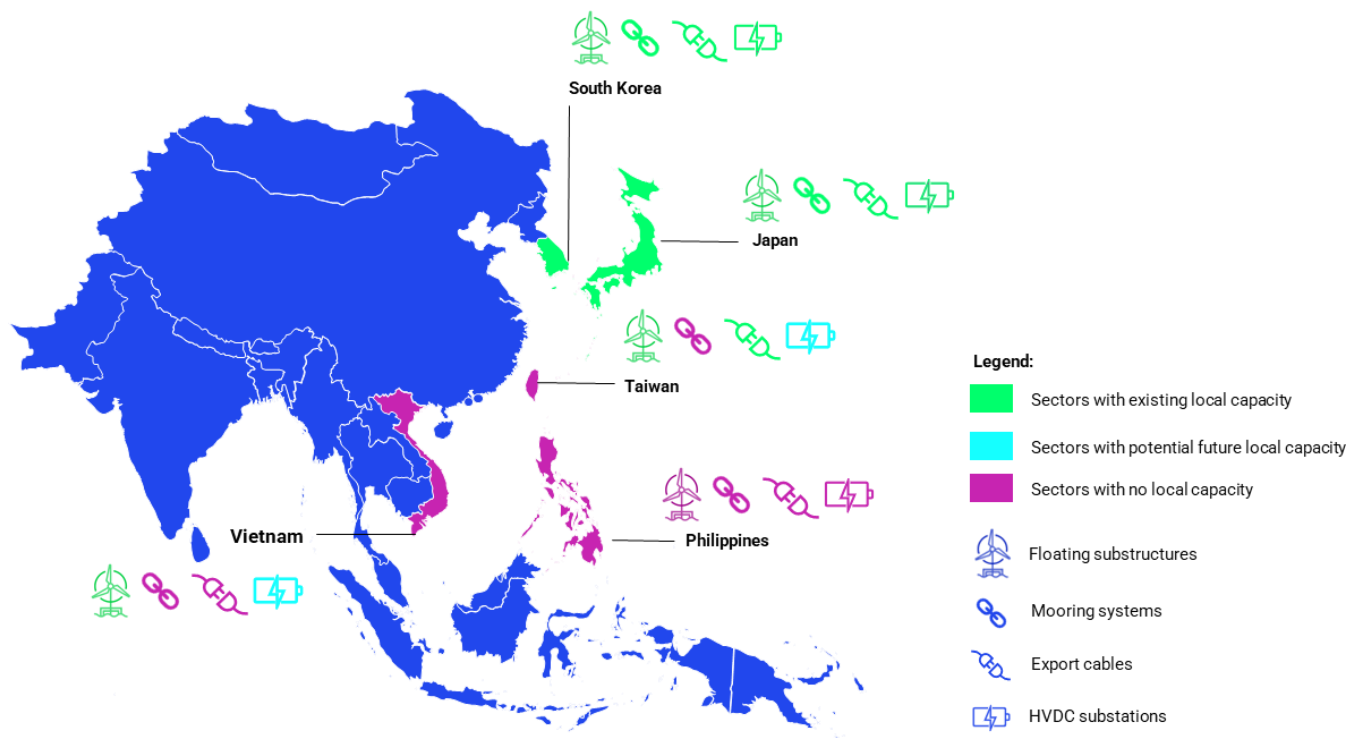 South Korea
Japan
Taiwan
Vietnam
Philippines
Legend:
Sectors with existing local capacity
Sectors with potential future local capacity
Sectors with no local capacity
Floating substructures
Mooring systems
Export cables
HVDC substations